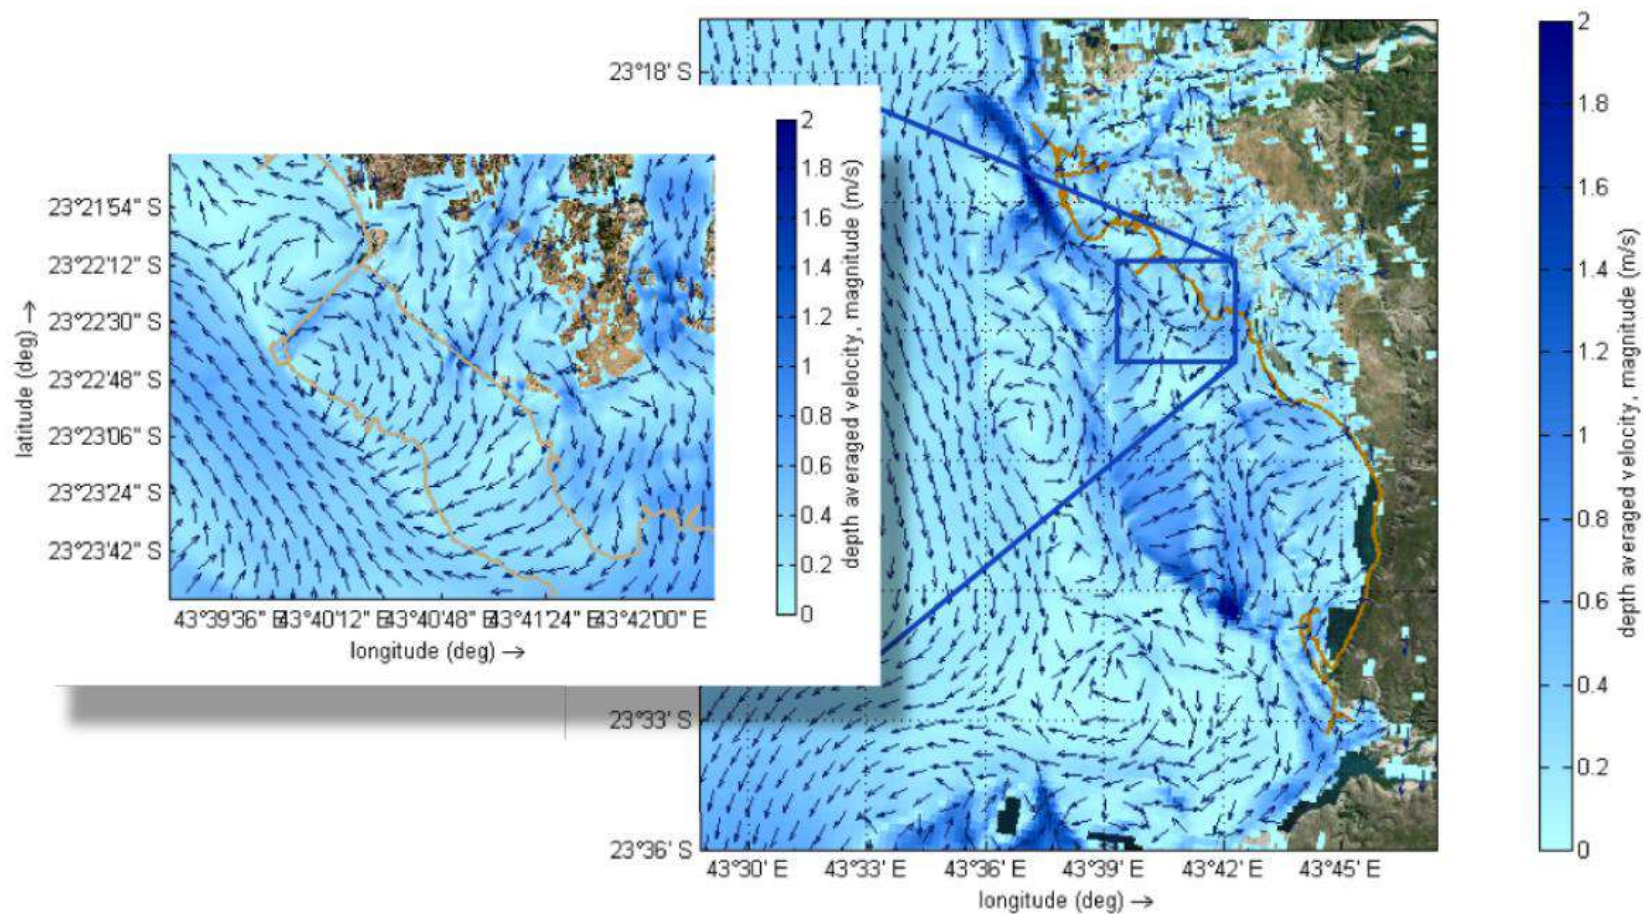 2
1.8
1.6
1.4
1.2
1
0.8
0.6
0.4
0.2
0
depth averaged velocity, magnitude (m/s)
23°21'54" S
23°22'12" S
23°22'30" S
23°22'48" S
23°23'06" S
23°23'24" S
23°23'42" S
latitude (deg) →
43°39'36" E
43°40'12" E
43°40'48" E
43°41'24" E
43°42'00" E
longitude (deg) →
23°18' S
23°33' S
23°36' S
43°30' E
43°33' E
43°36' E
43°39' E
43°42' E
43°45' E
longitude (deg) →
2
1.8
1.6
1.4
1.2
1
0.8
0.6
0.4
0.2
0
depth averaged velocity, magnitude (m/s)